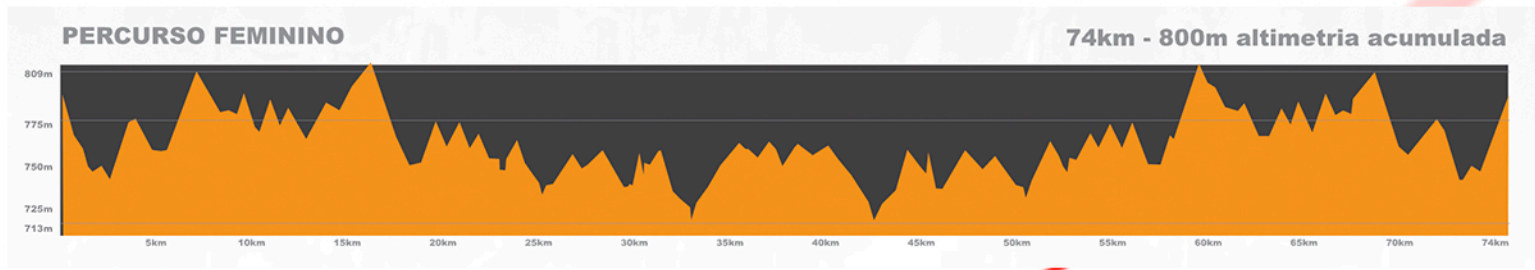 PERCURSO FEMININO
74km - 800m altimetria acumulada
809m
775m
750m
725m
713m
5km 10km 15km 20km 25km 30km 35km 40km 45km 50km 55km 60km 65km 70km 74km